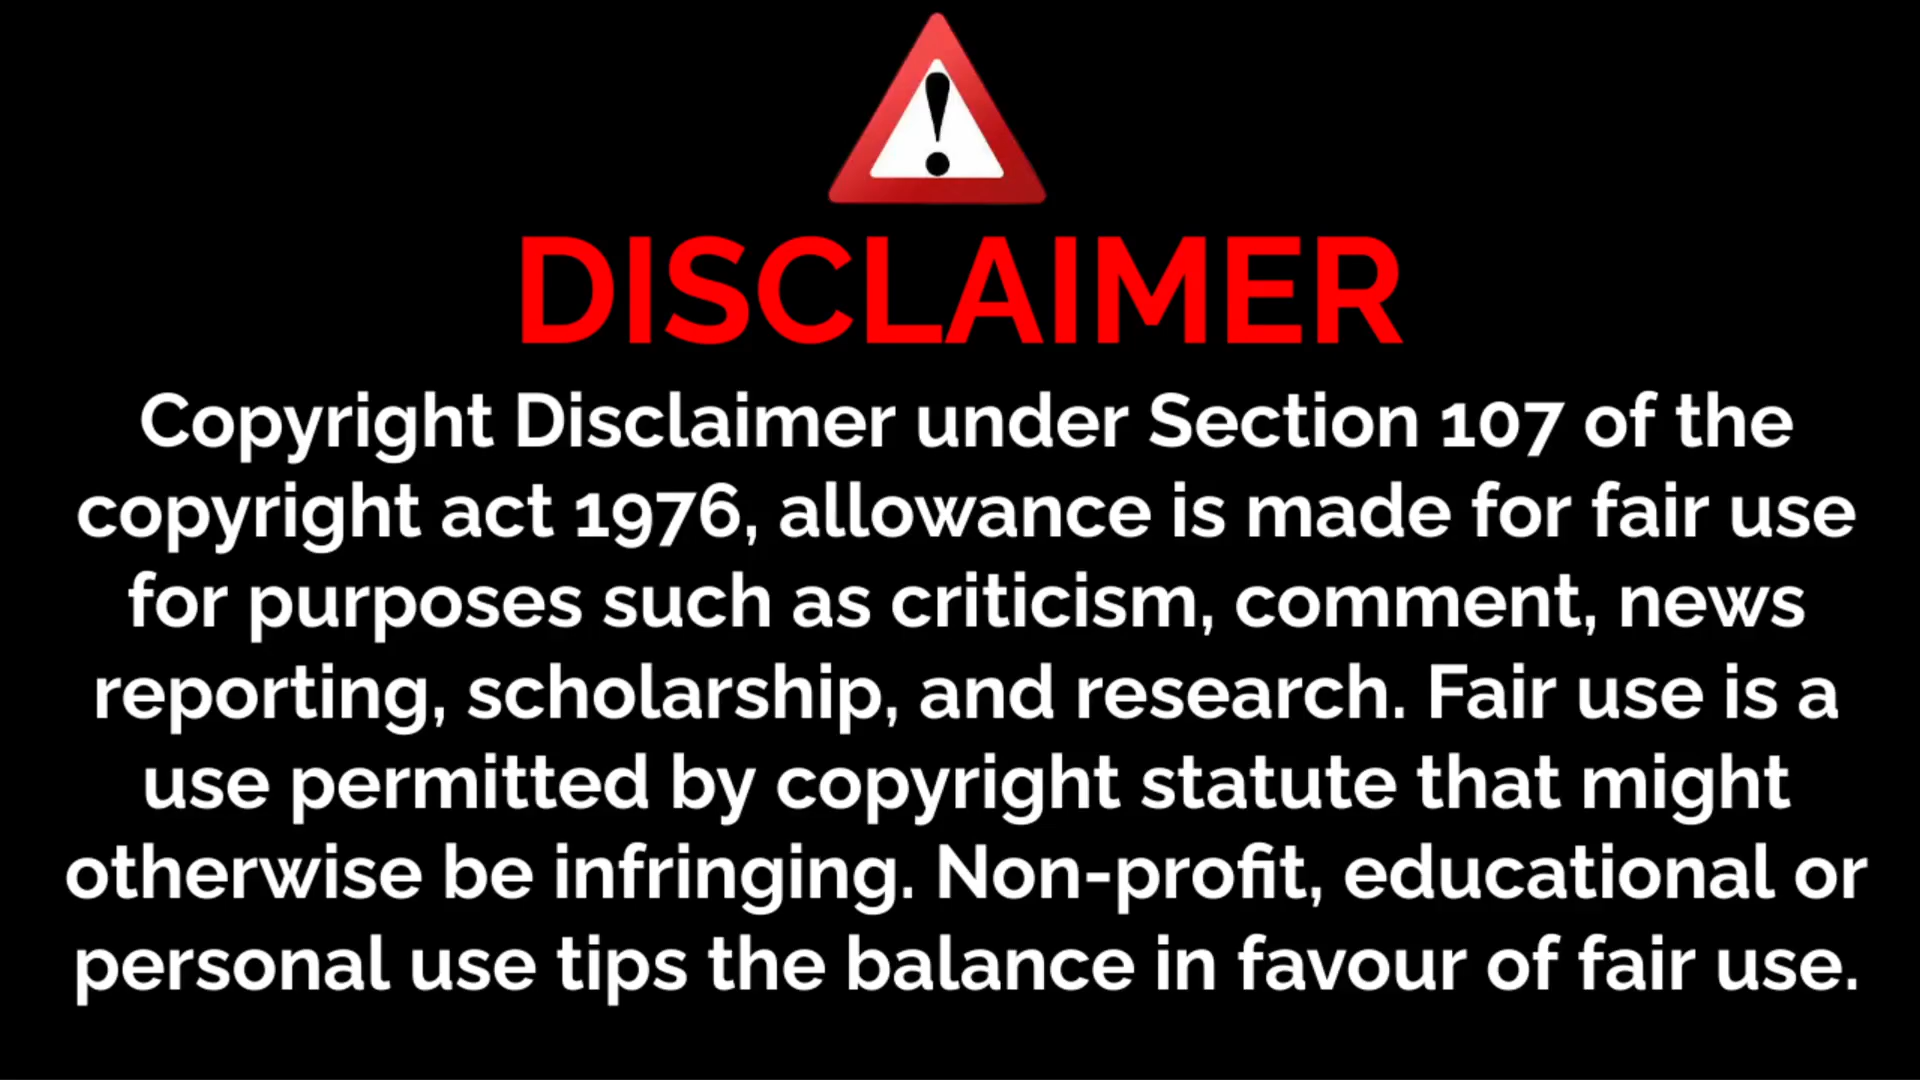 DISCLAIMER
Copyright Disclaimer under Section 107 of the
copyright act 1976, allowance is made for fair use
for purposes such as criticism, comment, news
reporting, scholarship, and research. Fair use is a
use permitted by copyright statute that might
otherwise be infringing. Non-profit, educational or
personal use tips the balance in favour of fair use.